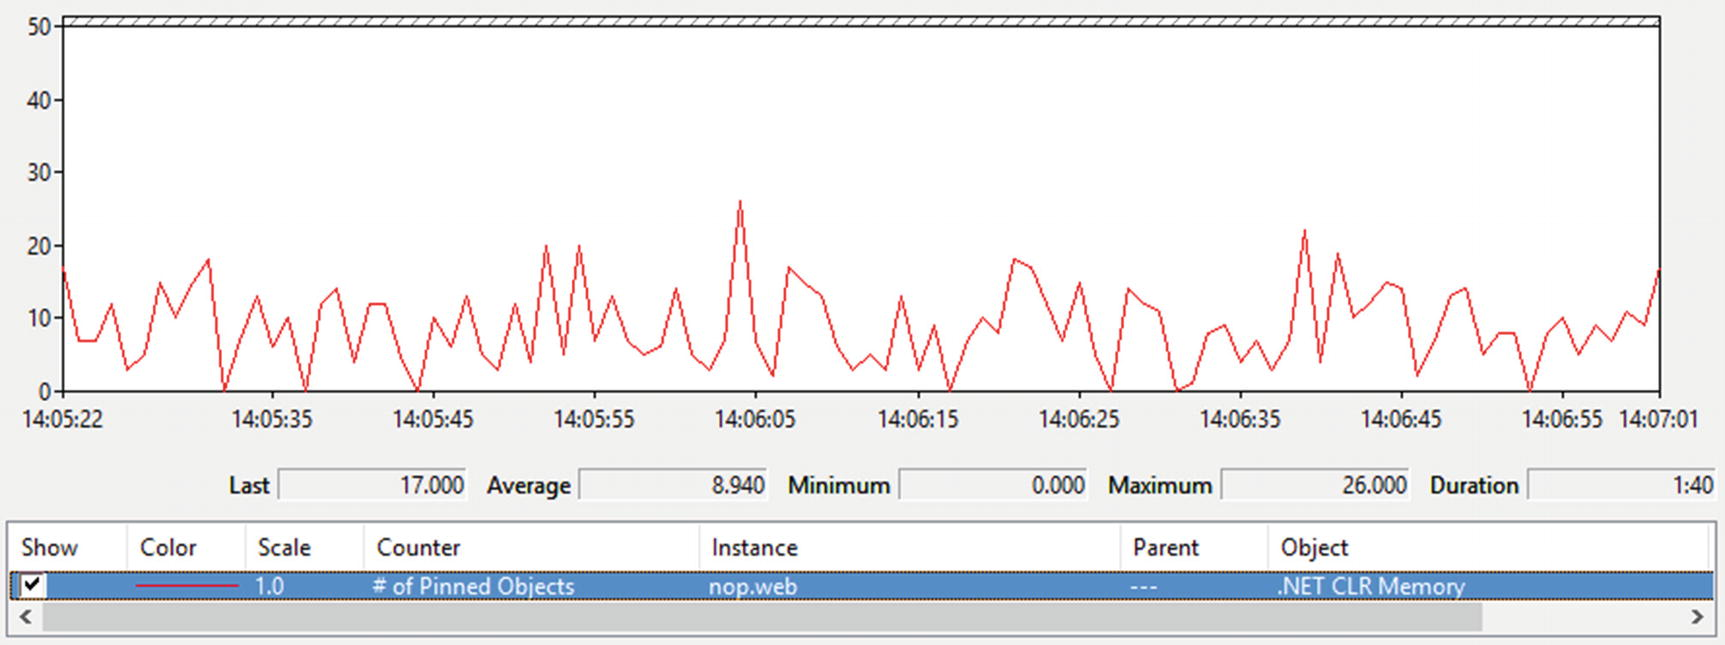 50
40
30
20
10
0
14:05:22 14:05:35 14:05:45 14:05:55 14:06:05 14:06:15 14:06:25 14:06:35 14:06:45 14:06:55 14:07:01
Last 17.000 Average 8.940 Minimum 0.000 Maximum 26.000 Duration 1:40
Show Color Scale Counter Instance Parent Object
1.0 # of Pinned Objects nop.web --- .NET CLR Memory